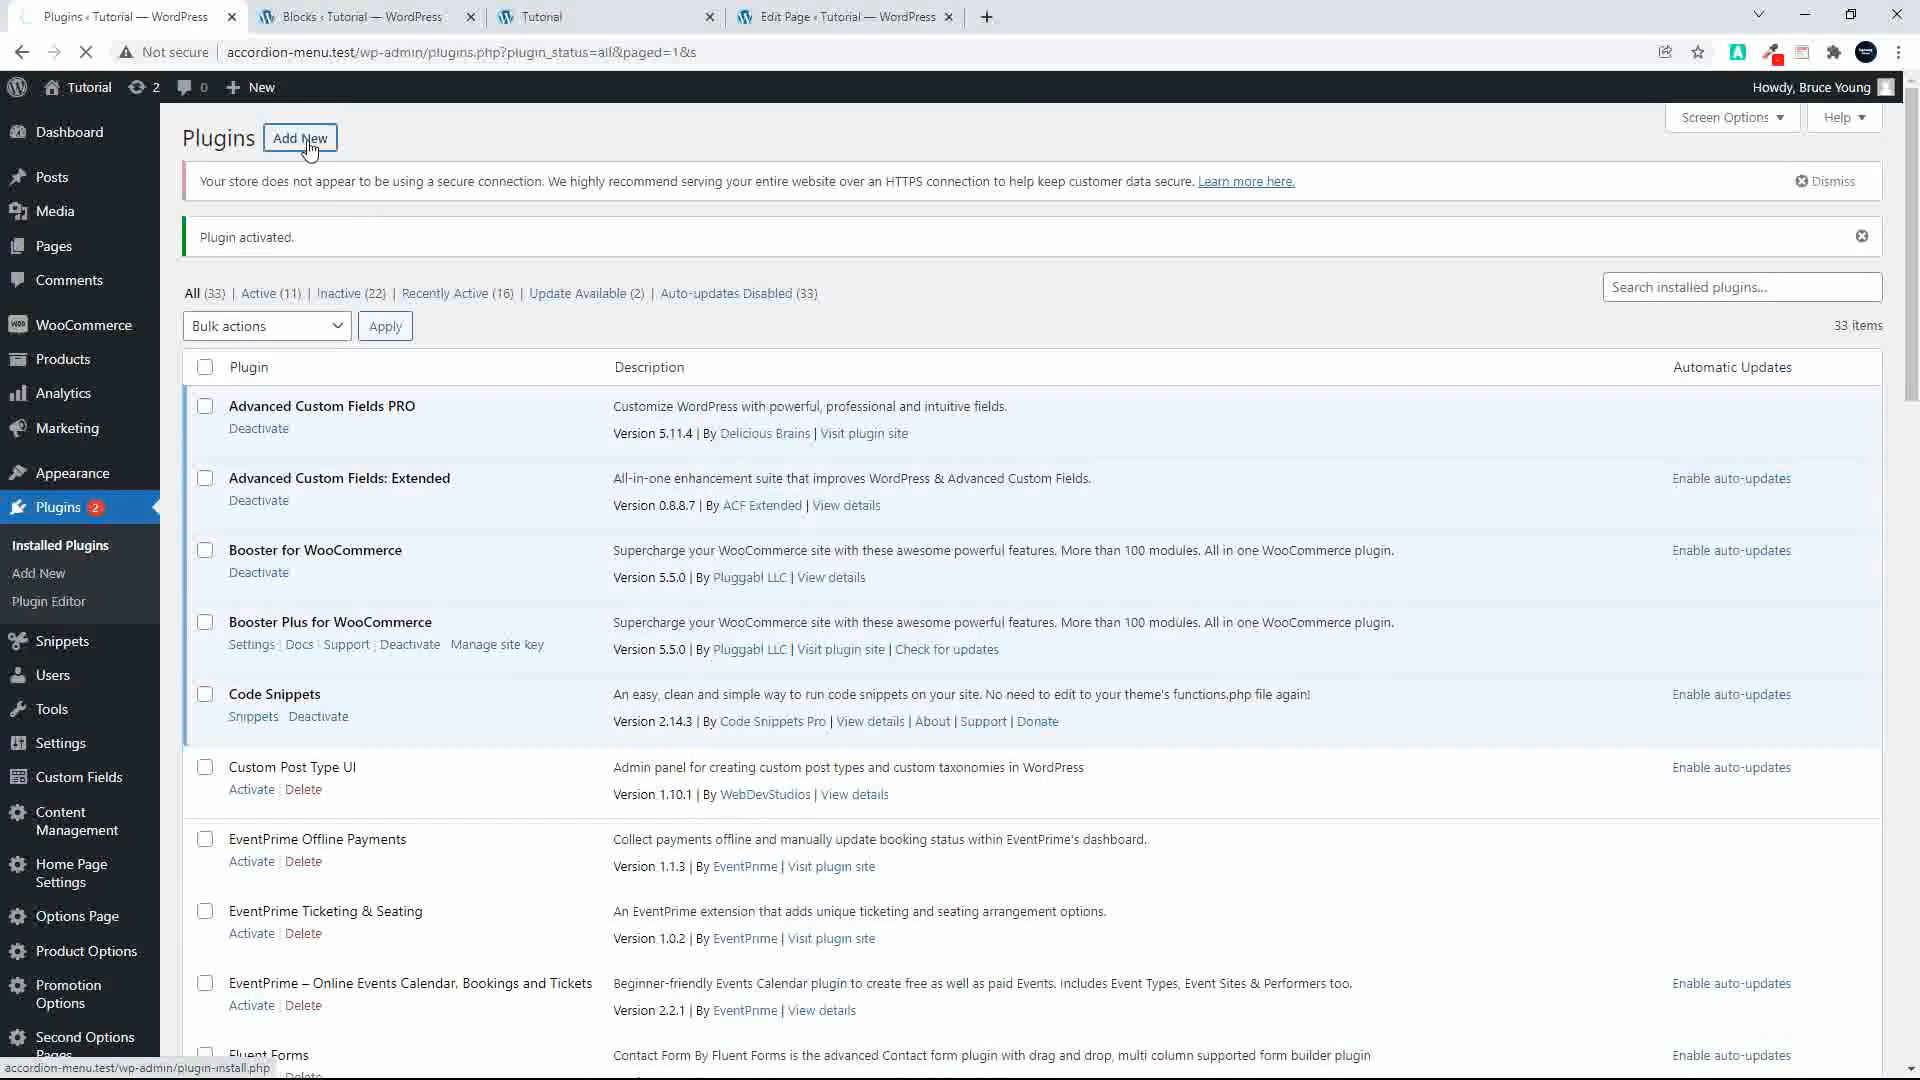 Plugins ‹ Tutorial — WordPress
Blocks ‹ Tutorial — WordPress
Tutorial
Edit Page ‹ Tutorial — WordPress
Not secure
accordion-menu.test/wp-admin/plugins.php?plugin_status=all&paged=1&s
Tutorial
2
0
New
Howdy, Bruce Young
Dashboard
Posts
Media
Pages
Comments
WooCommerce
Products
Analytics
Marketing
Appearance
Plugins 2
Installed Plugins
Add New
Plugin Editor
Snippets
Users
Tools
Settings
Custom Fields
Content
Management
Home Page
Settings
Options Page
Product Options
Promotion
Options
Second Options
Pages
Plugins
Add New
Screen Options
Help
Your store does not appear to be using a secure connection. We highly recommend serving your entire website over an HTTPS connection to help keep customer data secure. Learn more here.
Dismiss
Plugin activated.
All (33) | Active (11) | Inactive (22) | Recently Active (16) | Update Available (2) | Auto-updates Disabled (33)
Search installed plugins...
Bulk actions
Apply
33 items
Plugin
Description
Automatic Updates
Advanced Custom Fields PRO
Deactivate
Customize WordPress with powerful, professional and intuitive fields.
Version 5.11.4 | By Delicious Brains | Visit plugin site
Advanced Custom Fields: Extended
Deactivate
All-in-one enhancement suite that improves WordPress & Advanced Custom Fields.
Version 0.8.8.7 | By ACF Extended | View details
Enable auto-updates
Booster for WooCommerce
Deactivate
Supercharge your WooCommerce site with these awesome powerful features. More than 100 modules. All in one WooCommerce plugin.
Version 5.5.0 | By Pluggabl LLC | View details
Enable auto-updates
Booster Plus for WooCommerce
Settings | Docs | Support | Deactivate Manage site key
Supercharge your WooCommerce site with these awesome powerful features. More than 100 modules. All in one WooCommerce plugin.
Version 5.5.0 | By Pluggabl LLC | Visit plugin site | Check for updates
Code Snippets
Snippets Deactivate
An easy, clean and simple way to run code snippets on your site. No need to edit to your theme's functions.php file again!
Version 2.14.3 | By Code Snippets Pro | View details | About | Support | Donate
Enable auto-updates
Custom Post Type UI
Activate | Delete
Admin panel for creating custom post types and custom taxonomies in WordPress
Version 1.10.1 | By WebDevStudios | View details
Enable auto-updates
EventPrime Offline Payments
Activate | Delete
Collect payments offline and manually update booking status within EventPrime's dashboard.
Version 1.1.3 | By EventPrime | Visit plugin site
EventPrime Ticketing & Seating
Activate | Delete
An EventPrime extension that adds unique ticketing and seating arrangement options.
Version 1.0.2 | By EventPrime | Visit plugin site
EventPrime – Online Events Calendar, Bookings and Tickets
Activate | Delete
Beginner-friendly Events Calendar plugin to create free as well as paid Events. Includes Event Types, Event Sites & Performers too.
Version 2.2.1 | By EventPrime | View details
Enable auto-updates
Fluent Forms
Delete
Contact Form By Fluent Forms is the advanced Contact form plugin with drag and drop, multi column supported form builder plugin
Enable auto-updates
accordion-menu.test/wp-admin/plugin-install.php